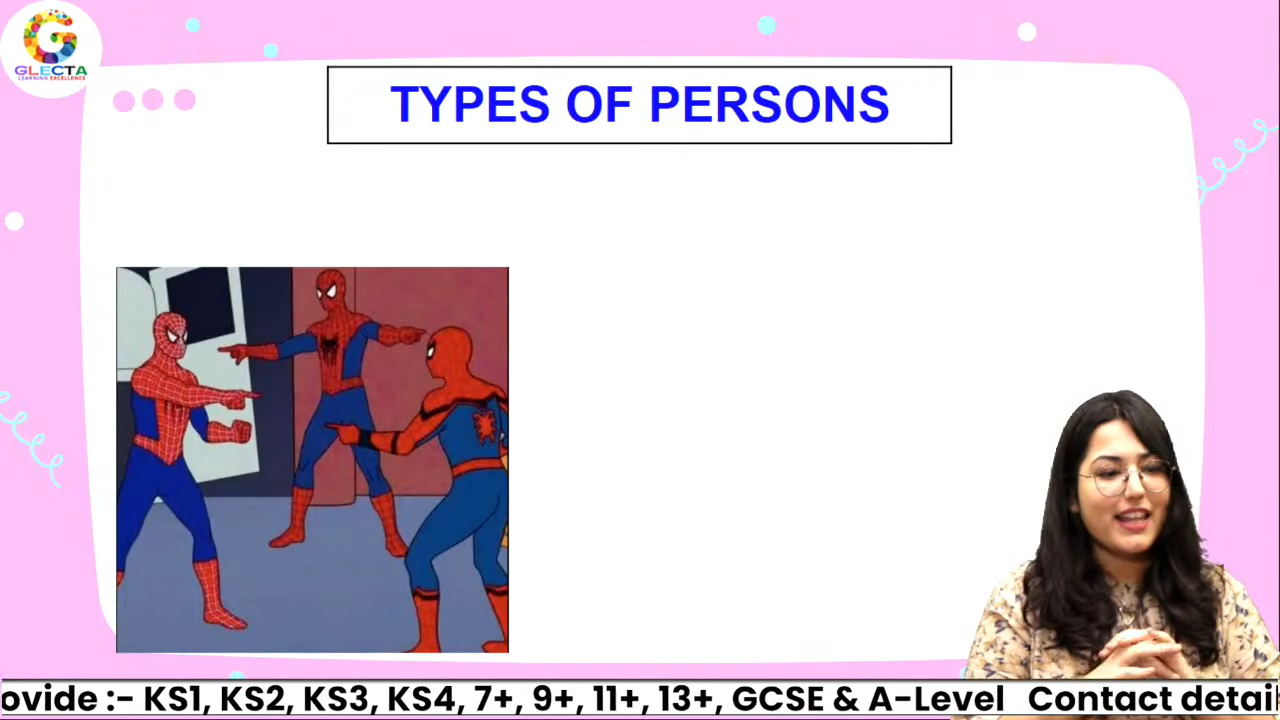 GLECTA
LEARNING EXCELLENCE
TYPES OF PERSONS
ovide :- KS1, KS2, KS3, KS4, 7+, 9+, 11+, 13+, GCSE & A-Level Contact detai